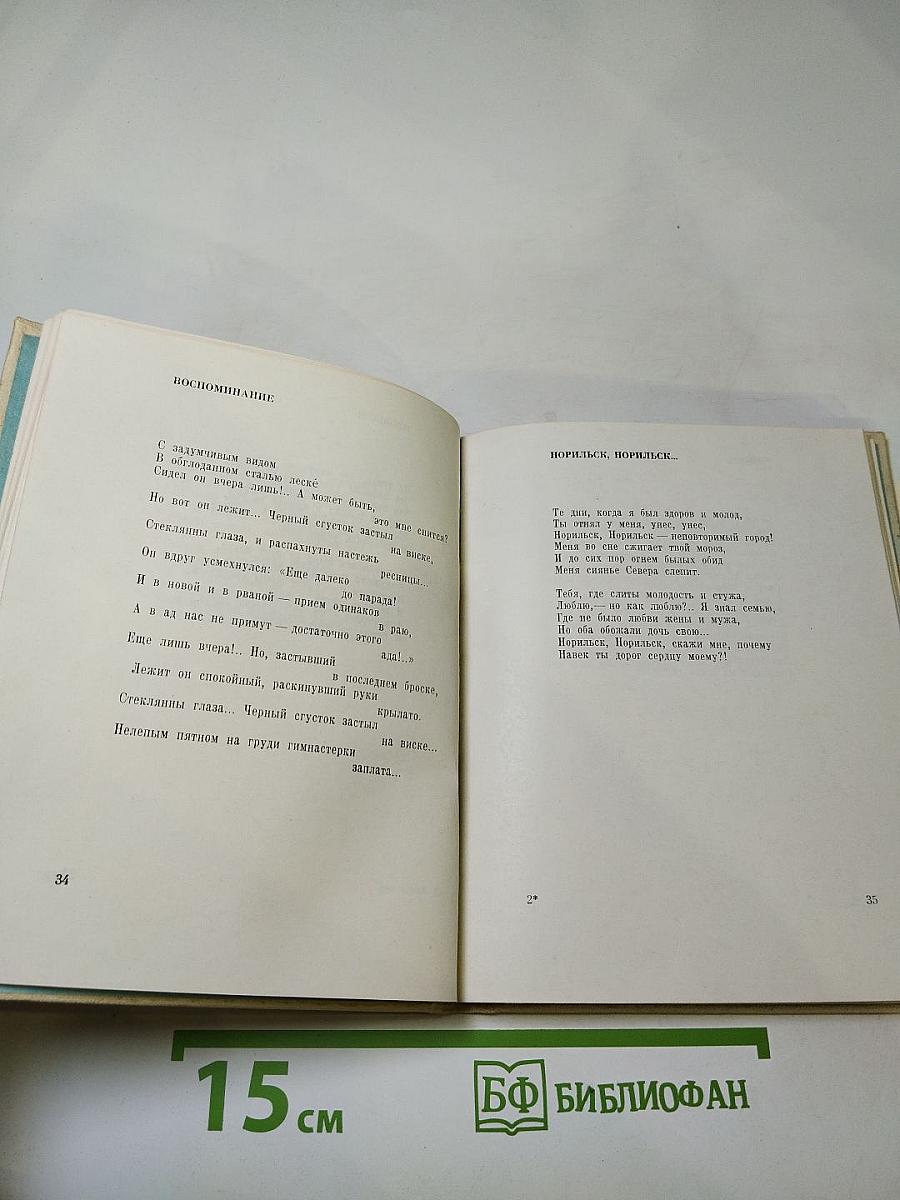 ВОСПОМИНАНИЕ
С задумчивым видом
В обглоданном сталью леске́
Сидел он вчера лишь!.. А может быть,
это мне снится?
Но вот он лежит... Черный сгусток застыл
на виске,
Стеклянны глаза, и распахнуты настежь
ресницы...
Он вдруг усмехнулся: «Еще далеко
до парада!
И в новой и в рваной — прием одинаков
в раю,
А в ад нас не примут — достаточно этого
ада!..»
Еще лишь вчера!.. Но, застывший
в последнем броске,
Лежит он спокойный, раскинувший руки
крылато.
Стеклянны глаза... Черный сгусток застыл
на виске...
Нелепым пятном на груди гимнастерки
заплата...
34
НОРИЛЬСК, НОРИЛЬСК...
Те дни, когда я был здоров и молод,
Ты отнял у меня, унес, унес,
Норильск, Норильск — неповторимый город!
Меня во сне сжигает твой мороз,
И до сих пор огнем былых обид
Меня сиянье Севера слепит.
Тебя, где слиты молодость и стужа,
Люблю,— но как люблю?.. Я знал семью,
Где не было любви жены и мужа,
Но оба обожали дочь свою...
Норильск, Норильск, скажи мне, почему
Навек ты дорог сердцу моему?!
2*
35
15 см
БФ БИБЛИОФАН